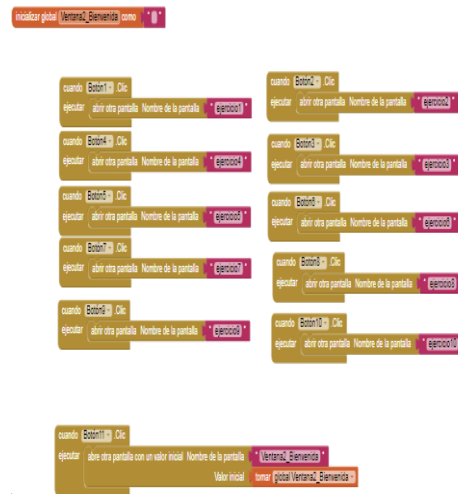 inicializar global Ventana2_Bienvenida como " "
cuando Botón1 .Clic
ejecutar abrir otra pantalla Nombre de la pantalla " ejercicio1 "
cuando Botón2 .Clic
ejecutar abrir otra pantalla Nombre de la pantalla " ejercicio2 "
cuando Botón4 .Clic
ejecutar abrir otra pantalla Nombre de la pantalla " ejercicio4 "
cuando Botón3 .Clic
ejecutar abrir otra pantalla Nombre de la pantalla " ejercicio3 "
cuando Botón5 .Clic
ejecutar abrir otra pantalla Nombre de la pantalla " ejercicio5 "
cuando Botón6 .Clic
ejecutar abrir otra pantalla Nombre de la pantalla " ejercicio6 "
cuando Botón7 .Clic
ejecutar abrir otra pantalla Nombre de la pantalla " ejercicio7 "
cuando Botón8 .Clic
ejecutar abrir otra pantalla Nombre de la pantalla " ejercicio8 "
cuando Botón9 .Clic
ejecutar abrir otra pantalla Nombre de la pantalla " ejercicio9 "
cuando Botón10 .Clic
ejecutar abrir otra pantalla Nombre de la pantalla " ejercicio10 "
cuando Botón11 .Clic
ejecutar abre otra pantalla con un valor inicial Nombre de la pantalla " Ventana2_Bienvenida "
Valor inicial tomar global Ventana2_Bienvenida